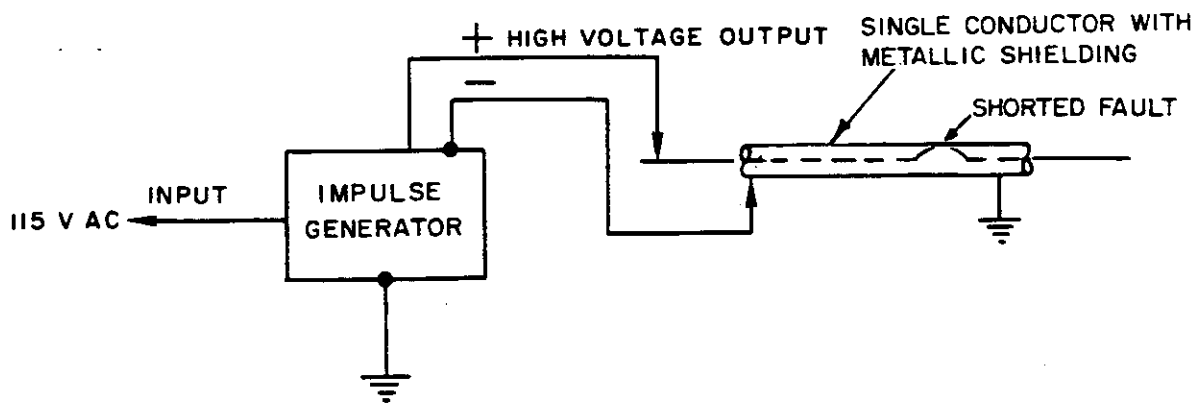 + HIGH VOLTAGE OUTPUT
−
SINGLE CONDUCTOR WITH
METALLIC SHIELDING
SHORTED FAULT
INPUT
115 V AC
IMPULSE
GENERATOR